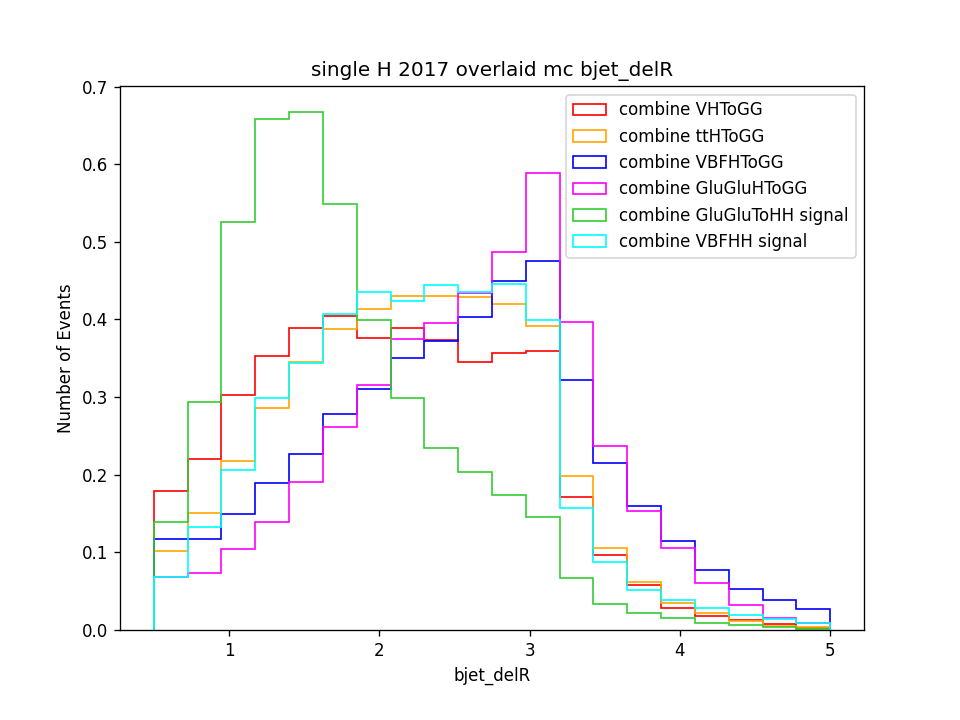 single H 2017 overlaid mc bjet_delR
combine VHToGG
combine ttHToGG
combine VBFHToGG
combine GluGluHToGG
combine GluGluToHH signal
combine VBFHH signal
Number of Events
0.7
0.6
0.5
0.4
0.3
0.2
0.1
0.0
1
2
3
4
5
bjet_delR